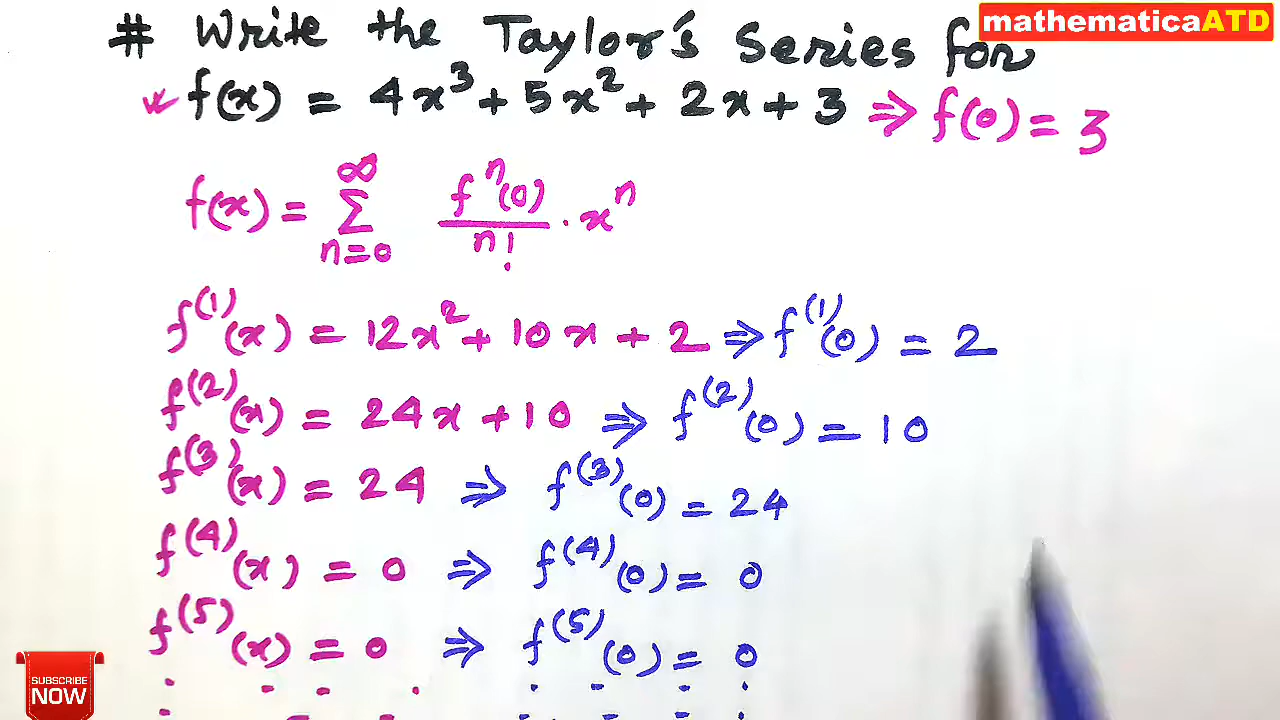 mathematicaATD
# Write the Taylor's Series for
f(x) = 4x³ + 5x² + 2x + 3 ⇒ f(0) = 3
f(x) = ∞ Σ n=0 fⁿ(0) / n! · xⁿ
f⁽¹⁾(x) = 12x² + 10x + 2 ⇒ f⁽¹⁾(0) = 2
f⁽²⁾(x) = 24x + 10 ⇒ f⁽²⁾(0) = 10
f⁽³⁾(x) = 24 ⇒ f⁽³⁾(0) = 24
f⁽⁴⁾(x) = 0 ⇒ f⁽⁴⁾(0) = 0
f⁽⁵⁾(x) = 0 ⇒ f⁽⁵⁾(0) = 0
SUBSCRIBE
NOW